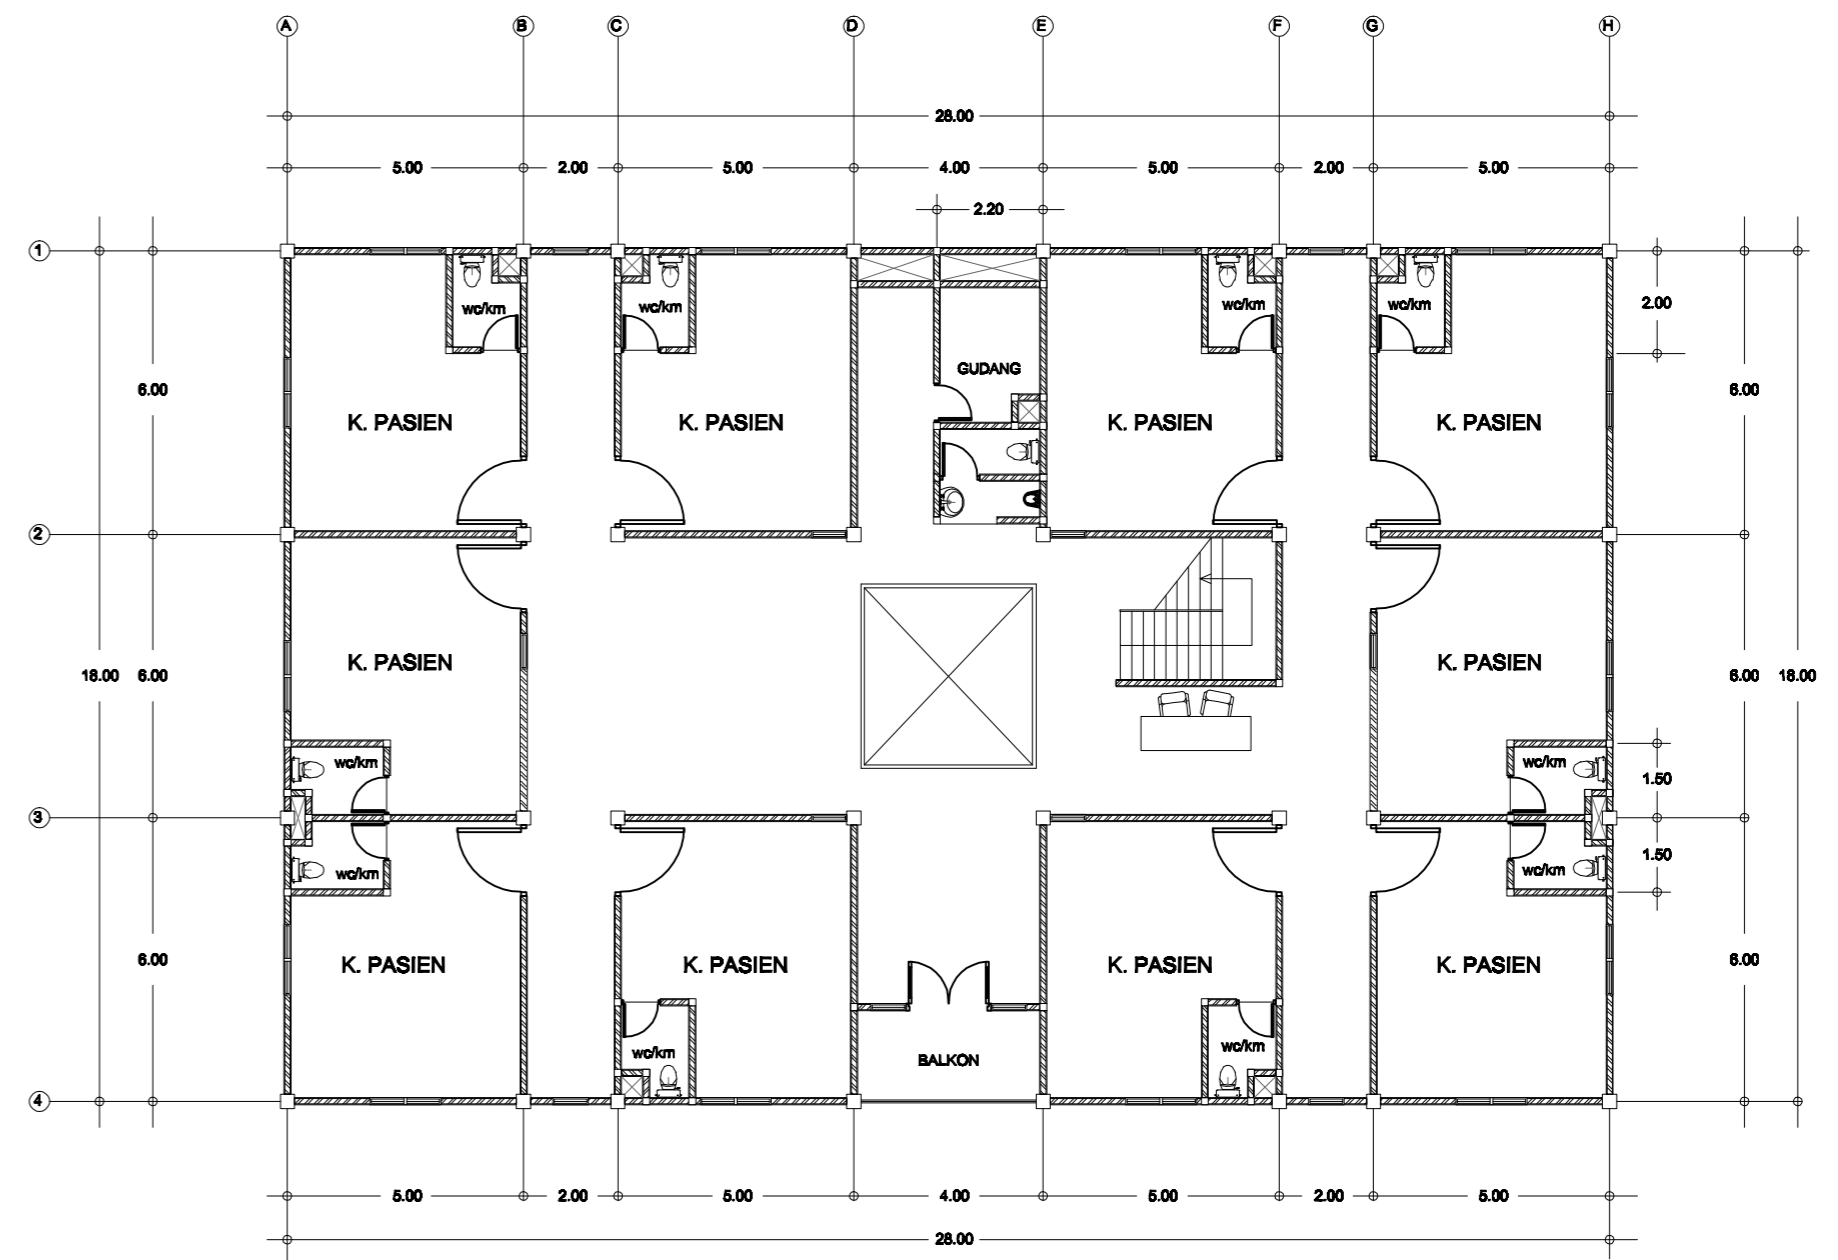 A B C D E F G H
28.00
5.00 2.00 5.00 4.00 5.00 2.00 5.00
2.20
1
wc/km wc/km wc/km wc/km
2.00
GUDANG
6.00 6.00
K. PASIEN K. PASIEN K. PASIEN K. PASIEN
2
K. PASIEN K. PASIEN
18.00 6.00 6.00 18.00
wc/km wc/km
1.50
3
1.50
wc/km wc/km
6.00 6.00
K. PASIEN K. PASIEN K. PASIEN K. PASIEN
wc/km wc/km
BALKON
4
5.00 2.00 5.00 4.00 5.00 2.00 5.00
28.00